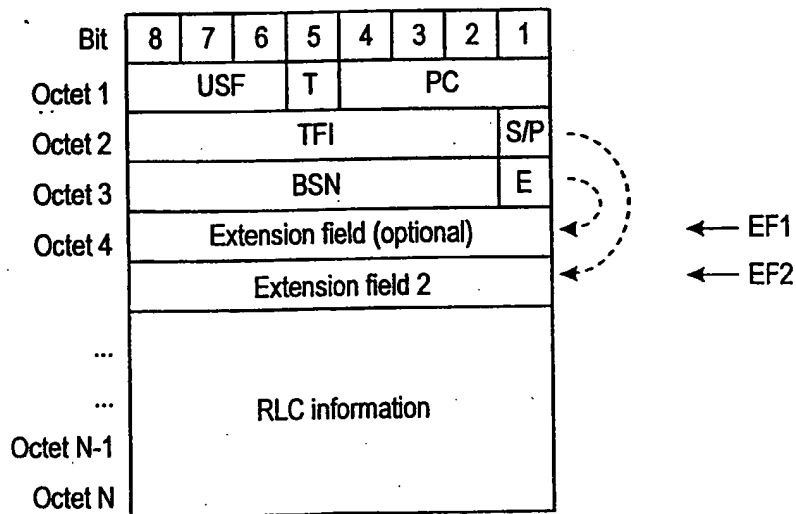 Bit 8 7 6 5 4 3 2 1
Octet 1 USF T PC
Octet 2 TFI S/P
Octet 3 BSN E
Octet 4 Extension field (optional) EF1
Extension field 2 EF2
...
...
RLC information
Octet N-1
Octet N